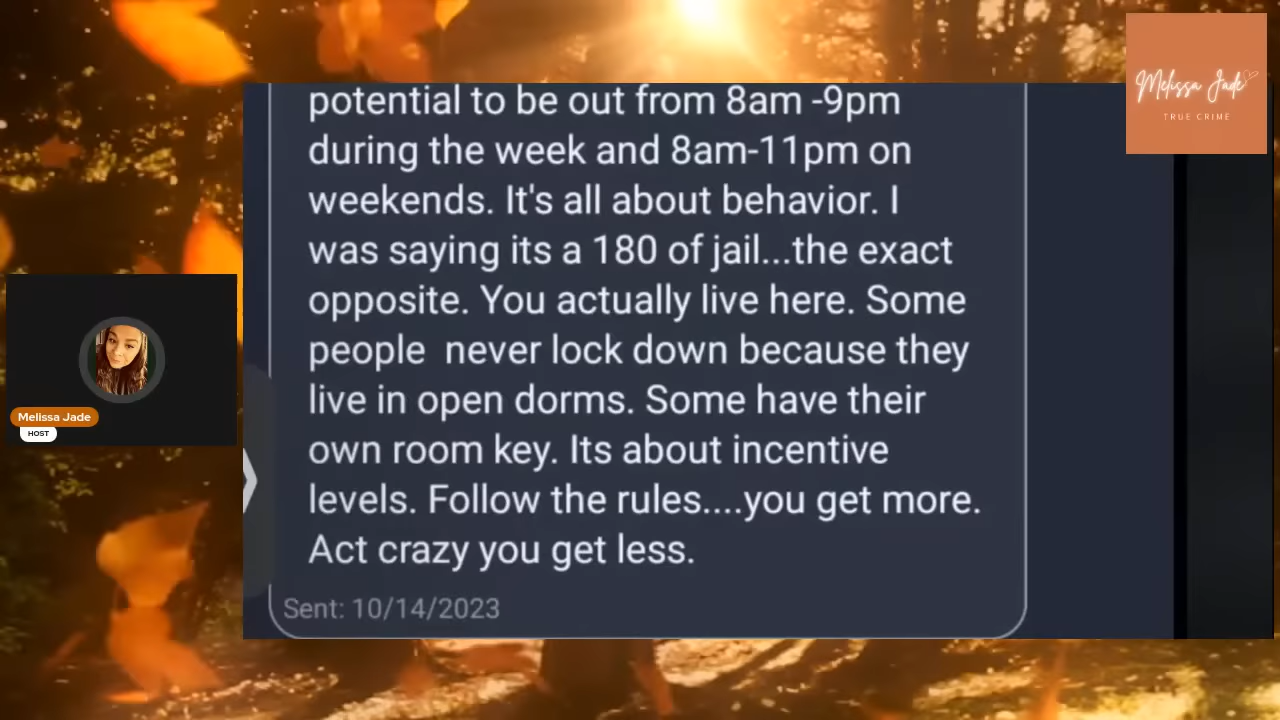 Melissa Jade
TRUE CRIME
potential to be out from 8am -9pm
during the week and 8am-11pm on
weekends. It's all about behavior. I
was saying its a 180 of jail...the exact
opposite. You actually live here. Some
people  never lock down because they
live in open dorms. Some have their
own room key. Its about incentive
levels. Follow the rules....you get more.
Act crazy you get less.
Sent: 10/14/2023
Melissa Jade
HOST